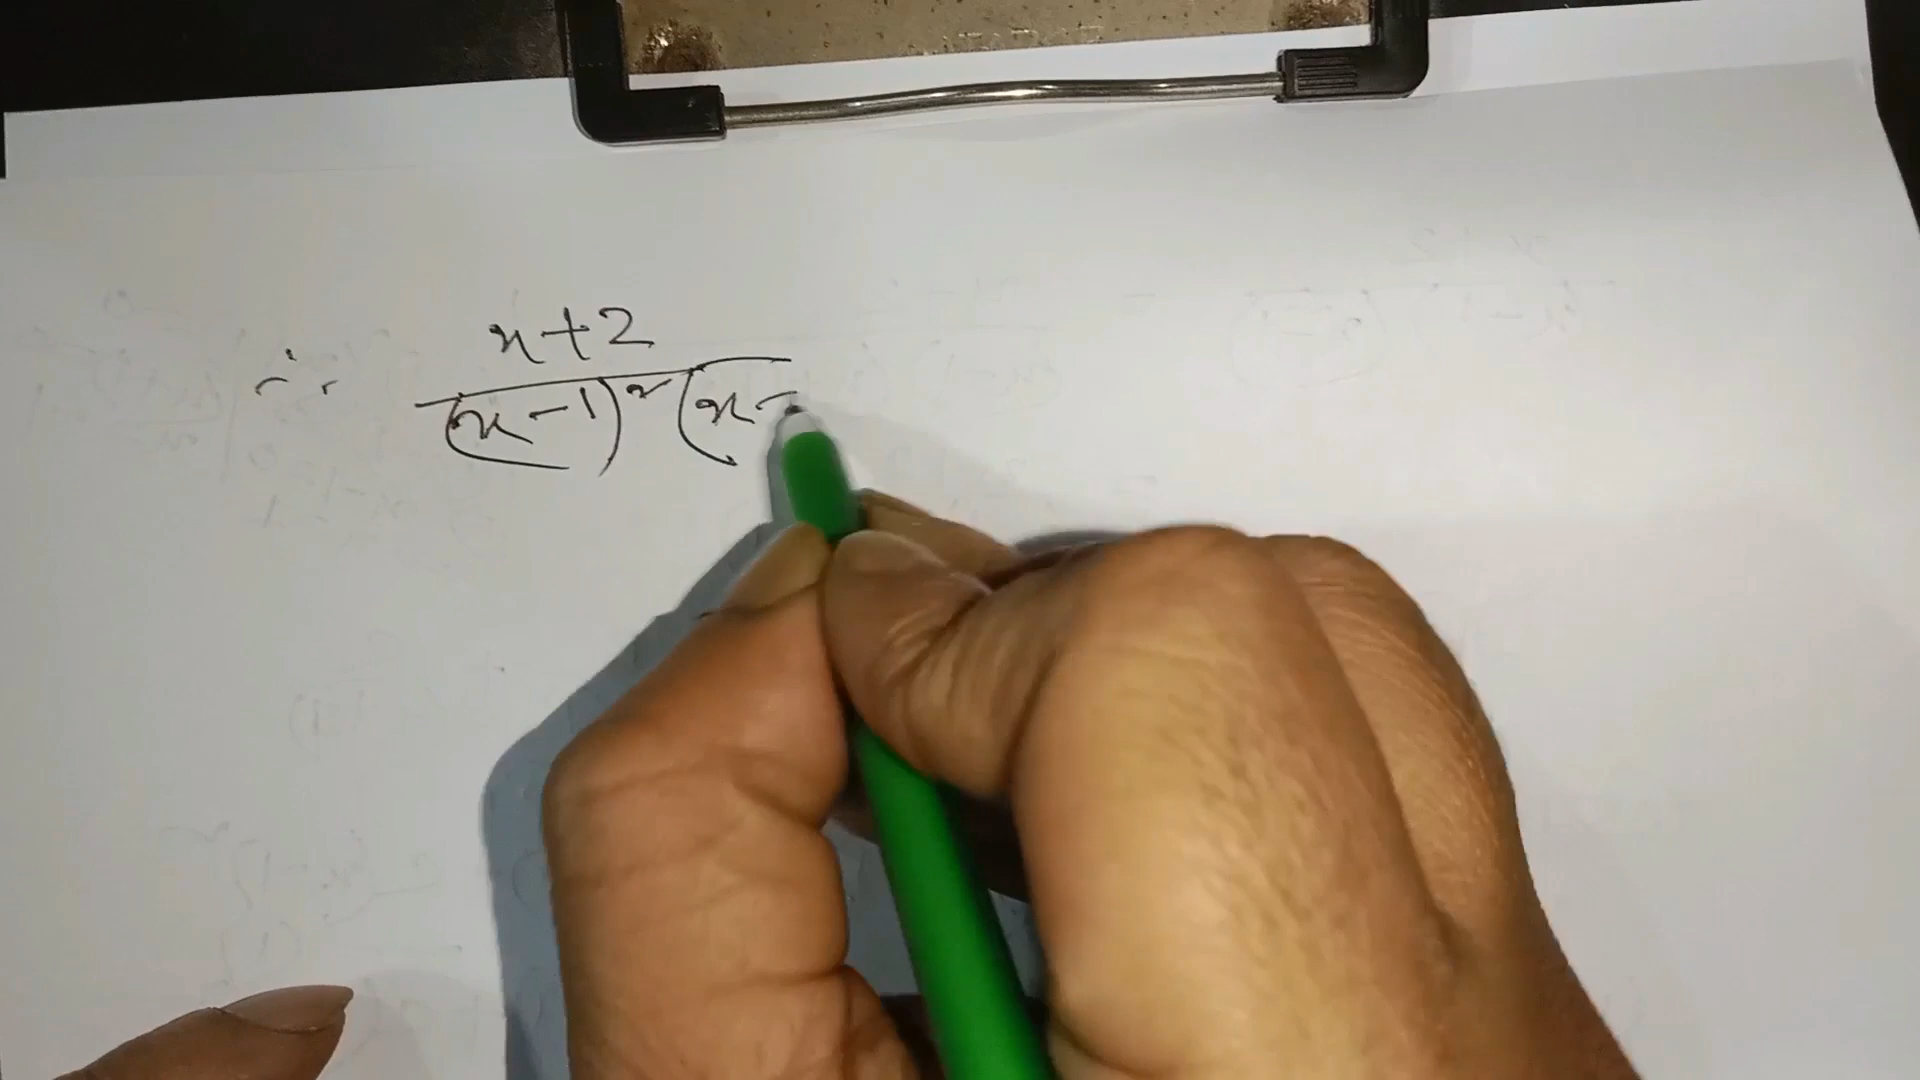 ∴ x+2
(x-1)² (x-